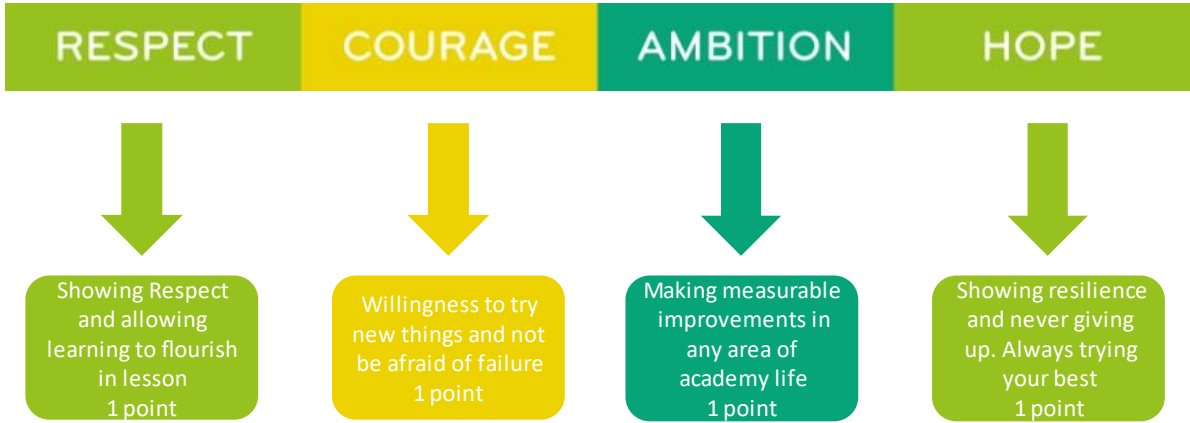 RESPECT
COURAGE
AMBITION
HOPE
Showing Respect
and allowing
learning to flourish
in lesson
1 point
Willingness to try
new things and not
be afraid of failure
1 point
Making measurable
improvements in
any area of
academy life
1 point
Showing resilience
and never giving
up. Always trying
your best
1 point